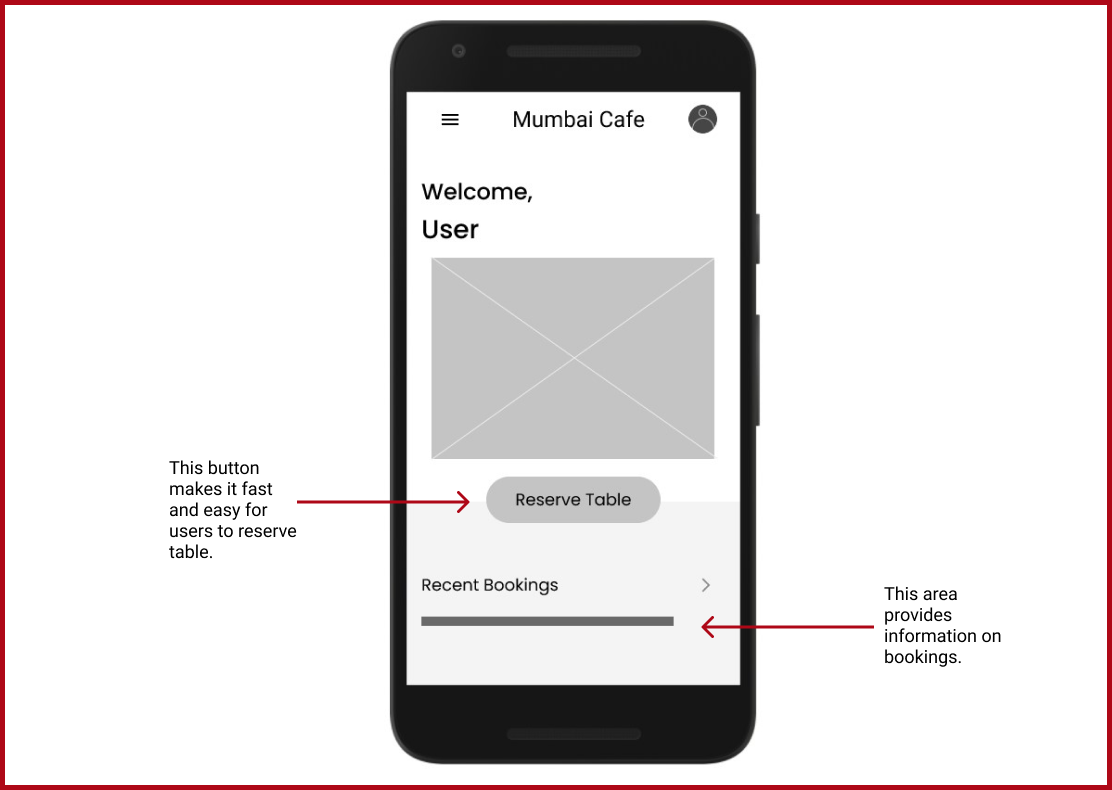 Mumbai Cafe
Welcome,
User
This button
makes it fast
and easy for
users to reserve
table.
Reserve Table
Recent Bookings
This area
provides
information on
bookings.